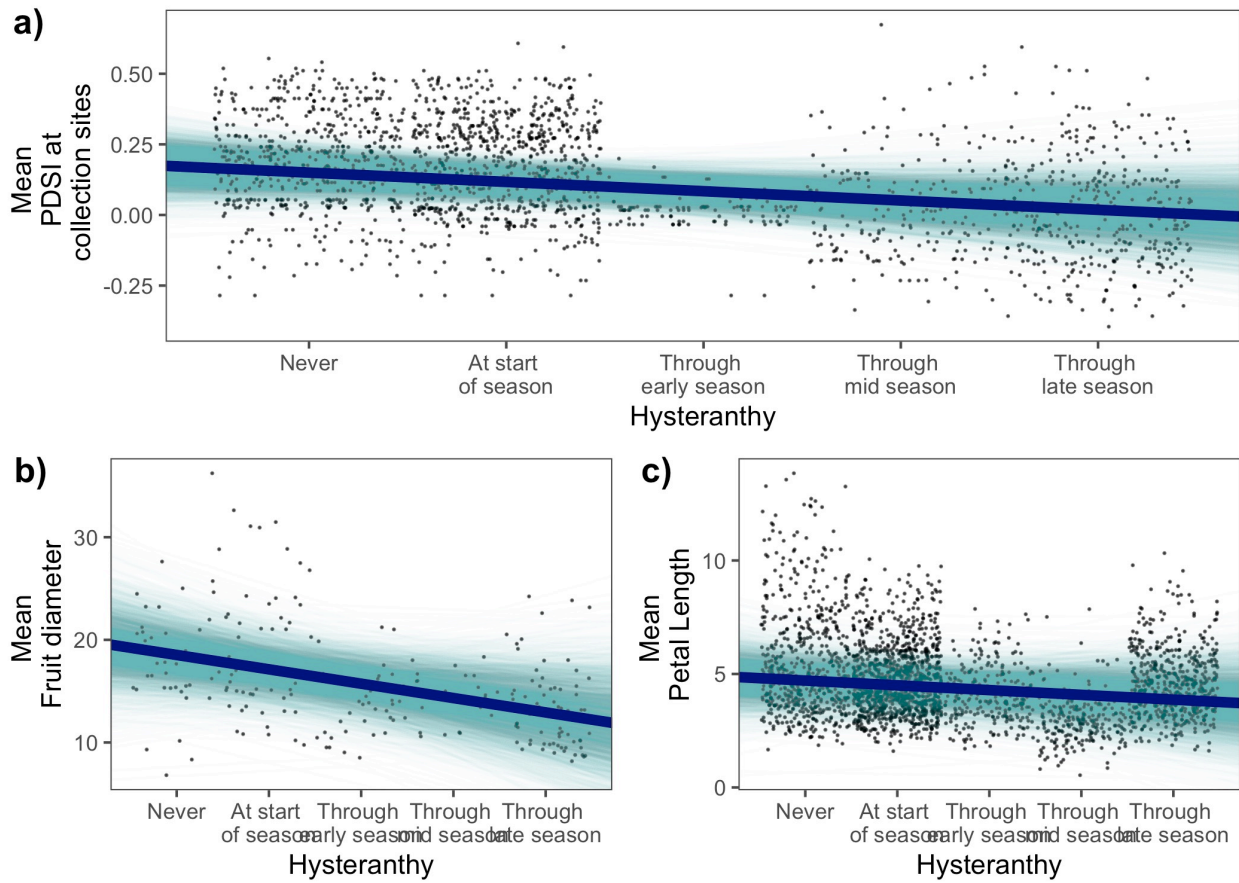 a)
Mean
PDSI at
collection sites
0.50
0.25
0.00
-0.25
Never
At start
of season
Through
early season
Through
mid season
Through
late season
Hysteranthy
b)
Mean
Fruit diameter
30
20
10
Never
At start
of season
Through
early season
Through
mid season
Through
late season
Hysteranthy
c)
Mean
Petal Length
10
5
0
Never
At start
of season
Through
early season
Through
mid season
Through
late season
Hysteranthy